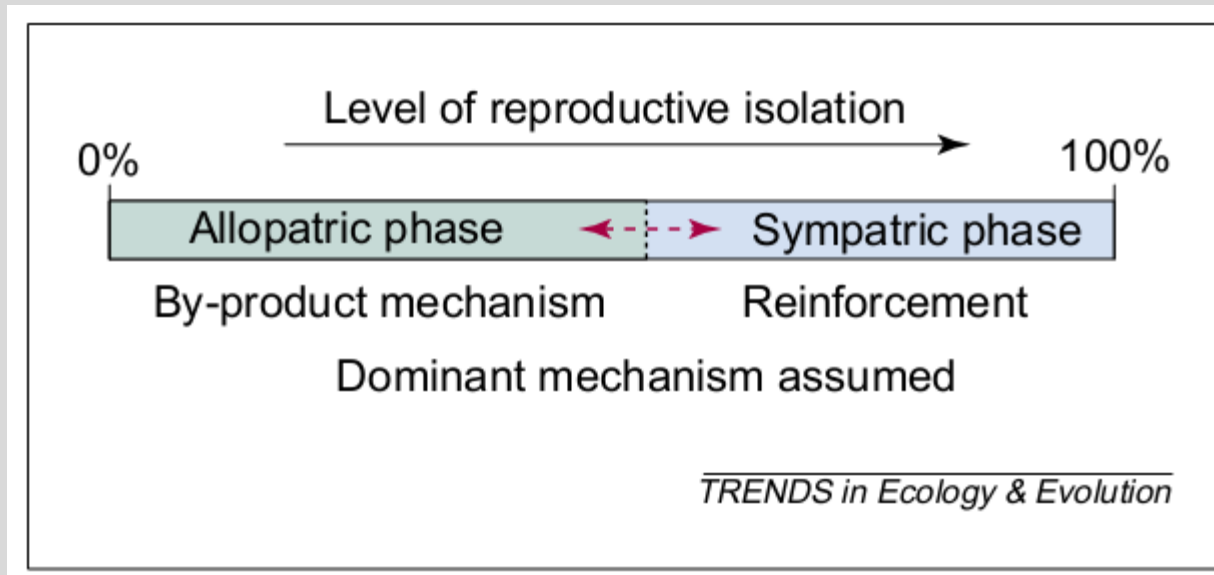 Level of reproductive isolation
0% 100%
Allopatric phase Sympatric phase
By-product mechanism Reinforcement
Dominant mechanism assumed
TRENDS in Ecology & Evolution